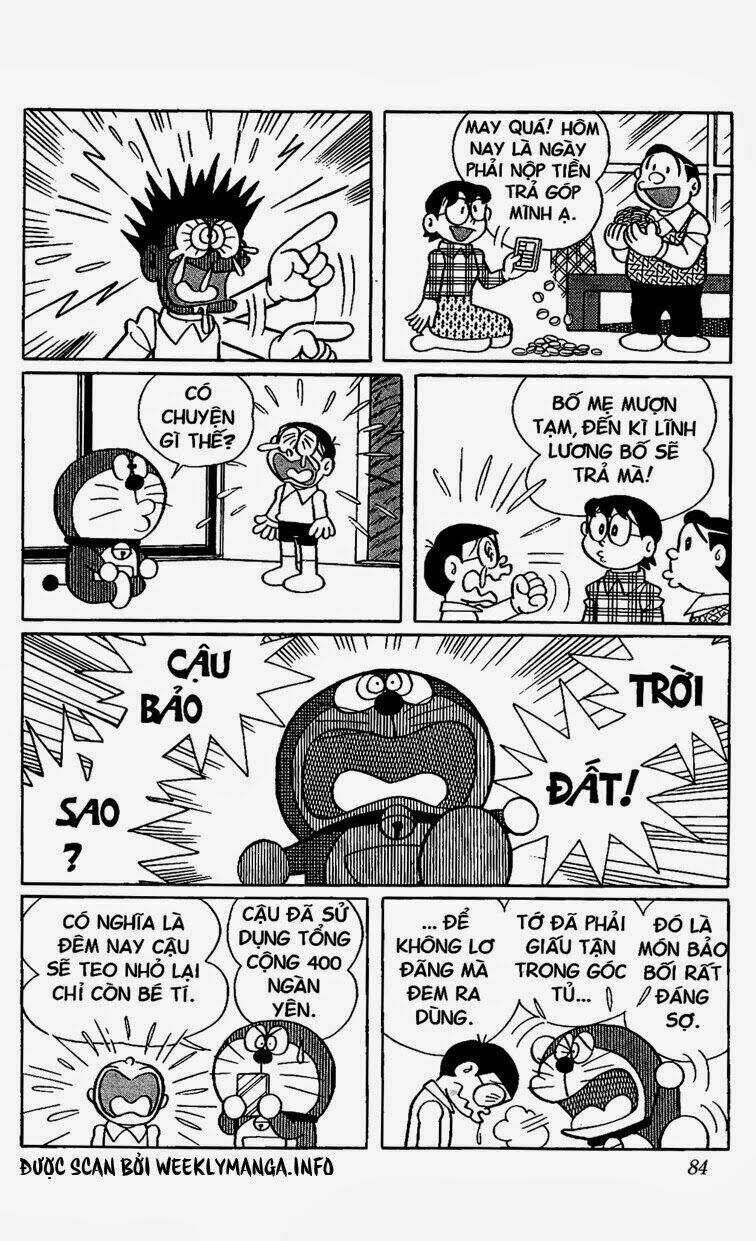 MAY QUÁ! HÔM
NAY LÀ NGÀY
PHẢI NỘP TIỀN
TRẢ GÓP
MÌNH Ạ.
BỐ MẸ MƯỢN
TẠM, ĐẾN KÌ LĨNH
LƯƠNG BỐ SẼ
TRẢ MÀ!
CÓ
CHUYỆN
GÌ THẾ?
TRỜI
ĐẤT!
CẬU
BẢO
SAO
?
ĐÓ LÀ
MÓN BẢO
BỐI RẤT
ĐÁNG
SỢ.
TỚ ĐÃ PHẢI
GIẤU TẬN
TRONG GÓC
TỦ...
... ĐỂ
KHÔNG LƠ
ĐÃNG MÀ
ĐEM RA
DÙNG.
CẬU ĐÃ SỬ
DỤNG TỔNG
CỘNG 400
NGÀN
YÊN.
CÓ NGHĨA LÀ
ĐÊM NAY CẬU
SẼ TEO NHỎ LẠI
CHỈ CÒN BÉ TÍ.
ĐƯỢC SCAN BỞI WEEKLYMANGA.INFO
84